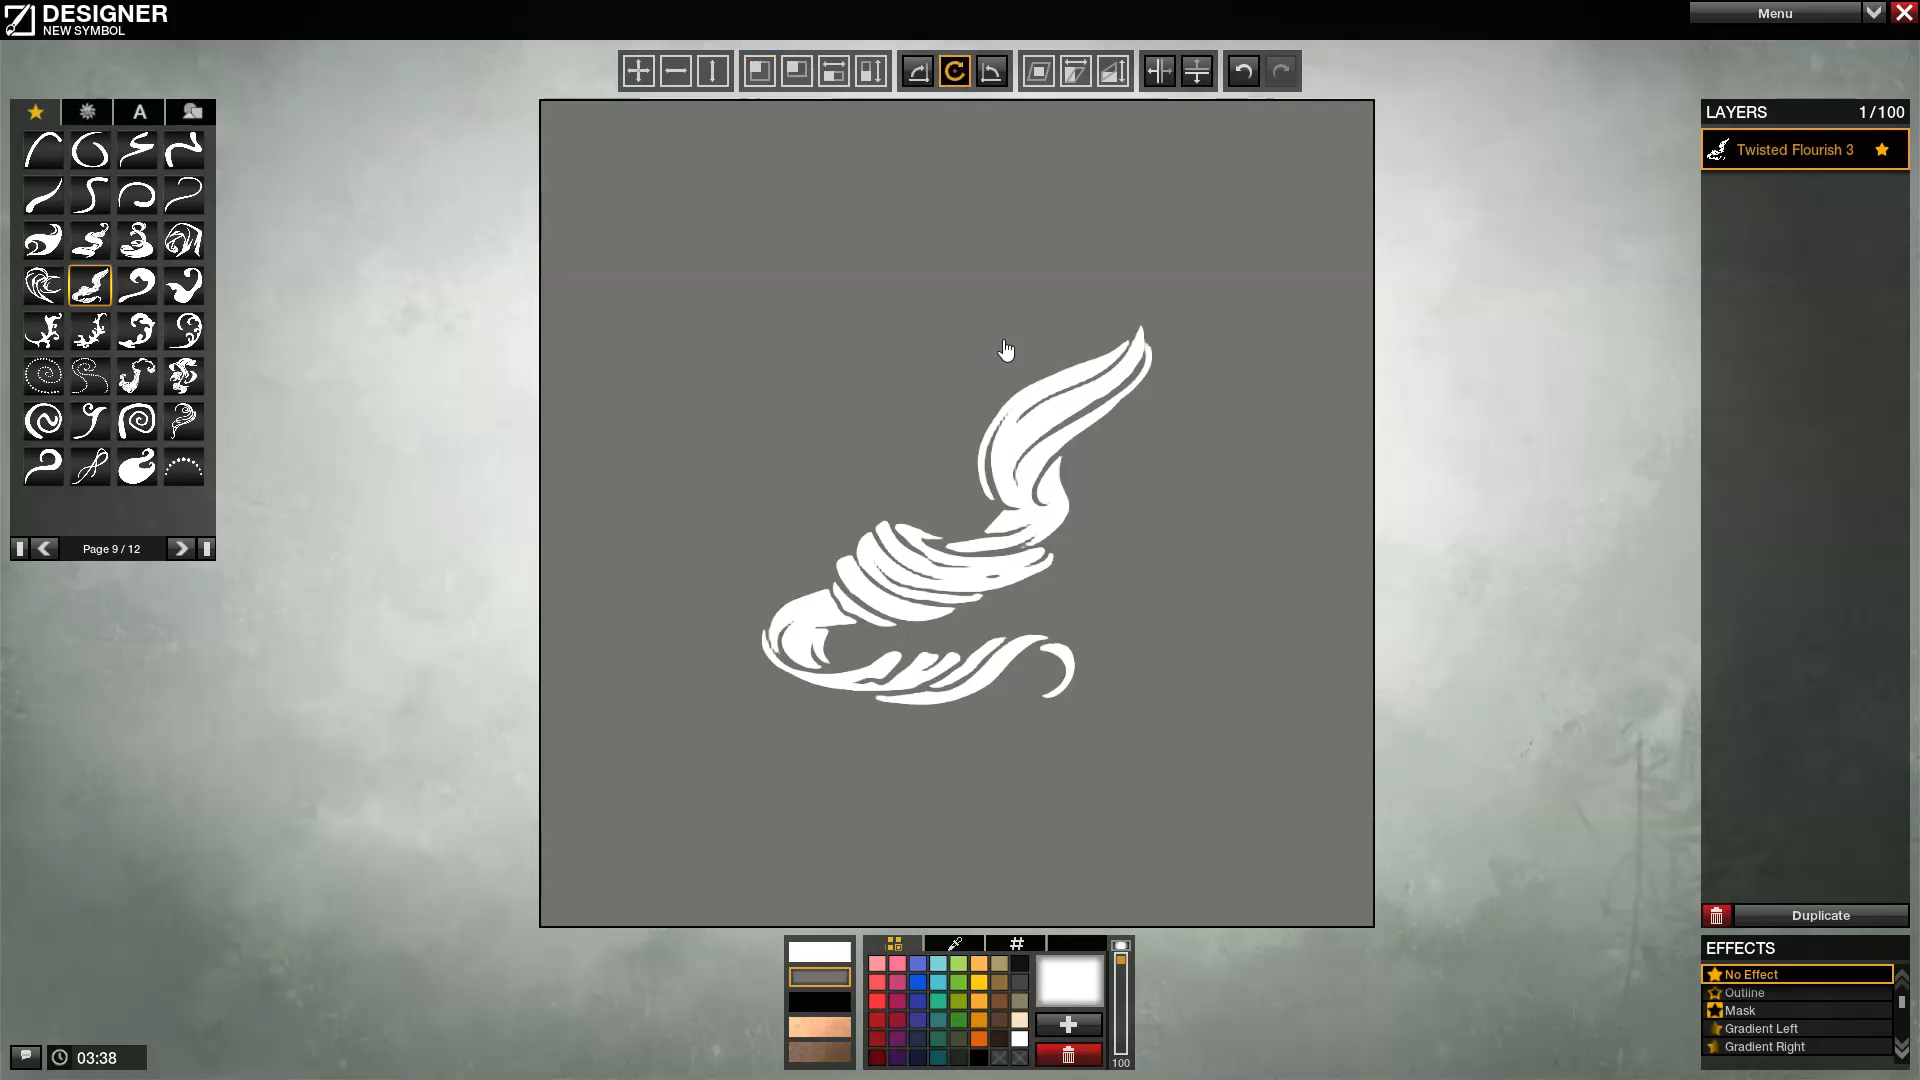 DESIGNER
NEW SYMBOL
Menu
A
LAYERS 1/100
Twisted Flourish 3
Page 9 / 12
Duplicate
EFFECTS
No Effect
Outline
Mask
Gradient Left
Gradient Right
#
100
03:38